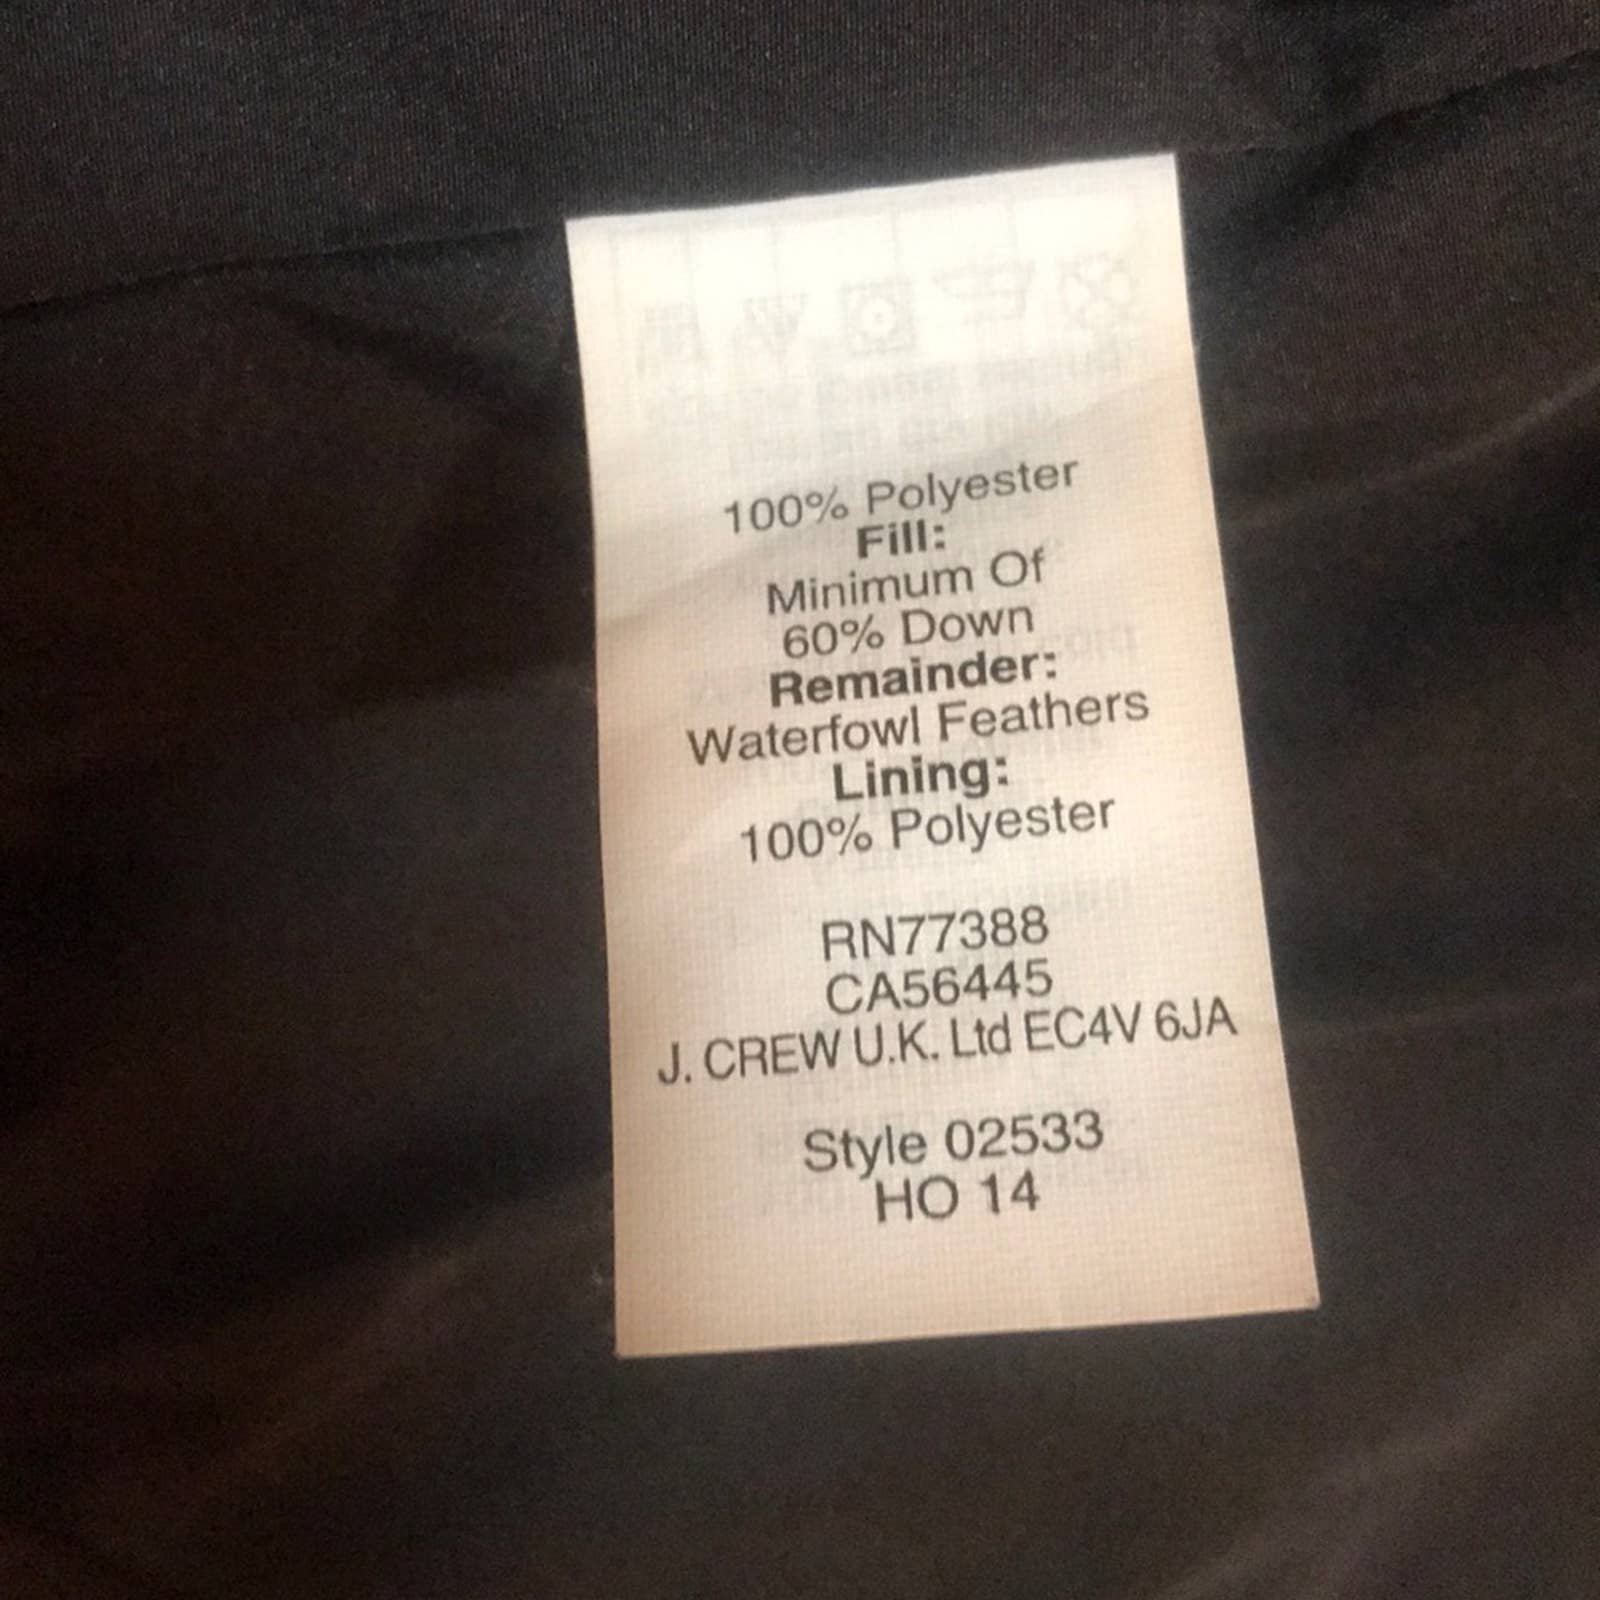 100% Polyester
Fill:
Minimum Of
60% Down
Remainder:
Waterfowl Feathers
Lining:
100% Polyester
RN77388
CA56445
J. CREW U.K. Ltd EC4V 6JA
Style 02533
HO 14